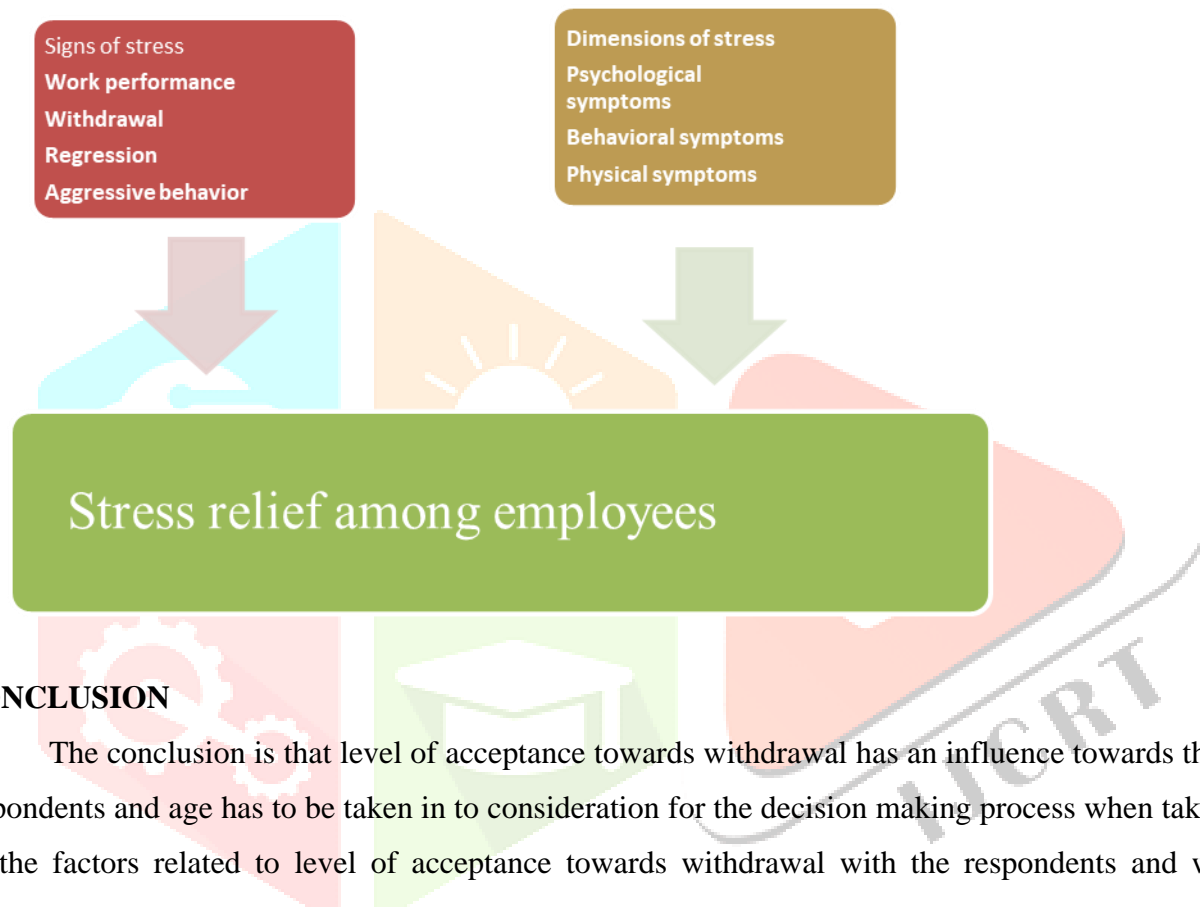 Signs of stress
Work performance
Withdrawal
Regression
Aggressive behavior
Dimensions of stress
Psychological
symptoms
Behavioral symptoms
Physical symptoms
Stress relief among employees
NCLUSION
The conclusion is that level of acceptance towards withdrawal has an influence towards th
pondents and age has to be taken in to consideration for the decision making process when tak
the factors related to level of acceptance towards withdrawal with the respondents and w
IJCRT